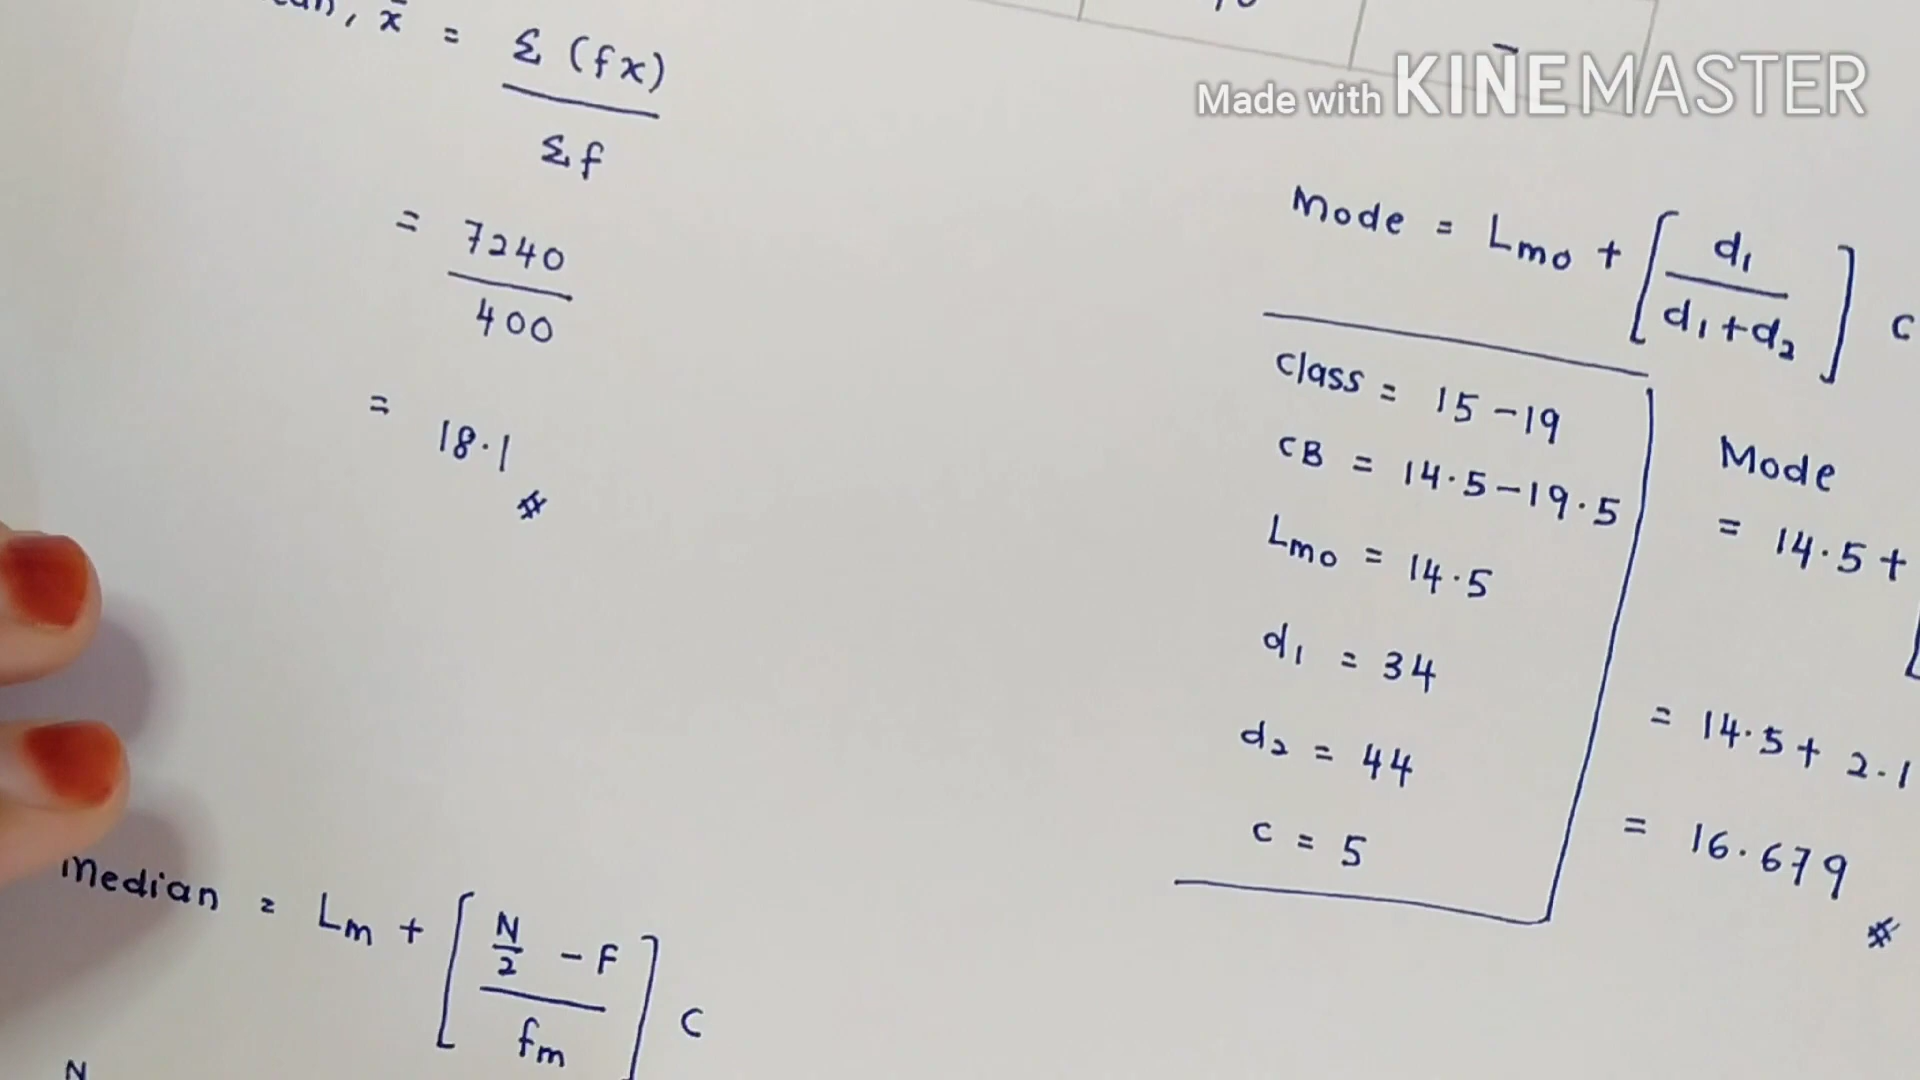 x̄ = Σ (fx)
Σf
= 7240
400
= 18.1
Made with KINEMASTER
Mode = Lmo + [ d1
d1+d2 ] C
Class = 15-19
CB = 14.5-19.5
Lmo = 14.5
d1 = 34
d2 = 44
C = 5
Mode
= 14.5 +
= 14.5 + 2.1
= 16.679
Median = Lm + [ N
2 - F
fm ] C
N